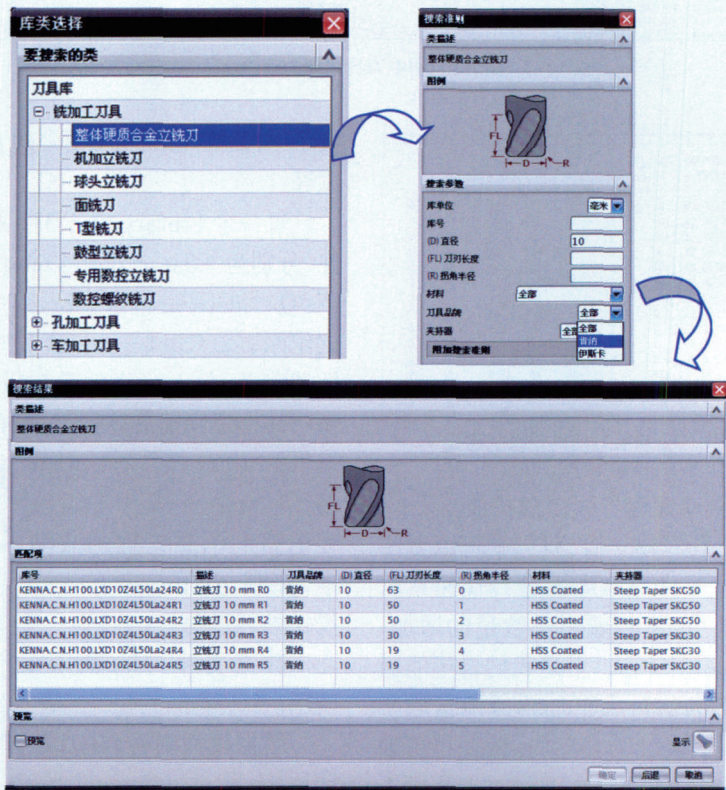 库类选择
要搜索的类
刀具库
铣加工刀具
整体硬质合金立铣刀
机加立铣刀
球头立铣刀
面铣刀
T型铣刀
鼓型立铣刀
专用数控立铣刀
数控螺纹铣刀
孔加工刀具
车加工刀具
搜索准则
类描述
整体硬质合金立铣刀
图例
FL
D
R
搜索参数
库单位 毫米
库号
(D) 直径 10
(FL) 刀刃长度
(R) 拐角半径
材料 全部
刀具品牌 全部
夹持器 全部
肯纳
伊斯卡
附加搜索准则
搜索结果
类描述
整体硬质合金立铣刀
图例
FL
D
R
匹配项
库号 描述 刀具品牌 (D) 直径 (FL) 刀刃长度 (R) 拐角半径 材料 夹持器
KENNA.C.N.H100.LXD10Z4L50La24R0 立铣刀 10 mm R0 肯纳 10 63 0 HSS Coated Steep Taper SKG50
KENNA.C.N.H100.LXD10Z4L50La24R1 立铣刀 10 mm R1 肯纳 10 50 1 HSS Coated Steep Taper SKG50
KENNA.C.N.H100.LXD10Z4L50La24R2 立铣刀 10 mm R2 肯纳 10 50 2 HSS Coated Steep Taper SKG50
KENNA.C.N.H100.LXD10Z4L50La24R3 立铣刀 10 mm R3 肯纳 10 30 3 HSS Coated Steep Taper SKG30
KENNA.C.N.H100.LXD10Z4L50La24R4 立铣刀 10 mm R4 肯纳 10 19 4 HSS Coated Steep Taper SKG30
KENNA.C.N.H100.LXD10Z4L50La24R5 立铣刀 10 mm R5 肯纳 10 19 5 HSS Coated Steep Taper SKG30
预览
预览
显示
确定 后退 取消